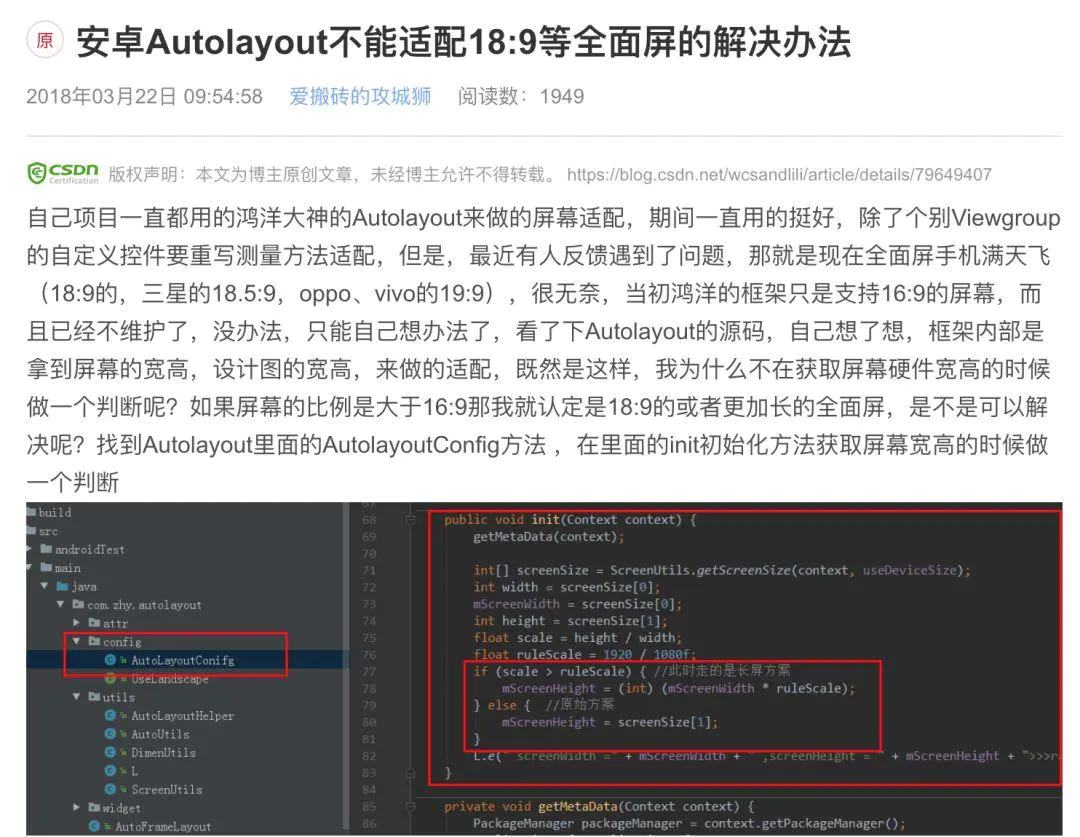 原 安卓Autolayout不能适配18:9等全面屏的解决办法
2018年03月22日 09:54:58 爱搬砖的攻城狮 阅读数：1949
CSDN Certification 版权声明：本文为博主原创文章，未经博主允许不得转载。 https://blog.csdn.net/wcsandlili/article/details/79649407
自己项目一直都用的鸿洋大神的Autolayout来做的屏幕适配，期间一直用的挺好，除了个别Viewgroup
的自定义控件要重写测量方法适配，但是，最近有人反馈遇到了问题，那就是现在全面屏手机满天飞
（18:9的，三星的18.5:9，oppo、vivo的19:9），很无奈，当初鸿洋的框架只是支持16:9的屏幕，而
且已经不维护了，没办法，只能自己想办法了，看了下Autolayout的源码，自己想了想，框架内部是
拿到屏幕的宽高，设计图的宽高，来做的适配，既然是这样，我为什么不在获取屏幕硬件宽高的时候
做一个判断呢？如果屏幕的比例是大于16:9那我就认定是18:9的或者更加长的全面屏，是不是可以解
决呢？找到Autolayout里面的AutolayoutConfig方法 ，在里面的init初始化方法获取屏幕宽高的时候做
一个判断
build
src
androidTest
main
java
com.zhy.autolayout
attr
config
AutoLayoutConifg
UseLandscape
utils
AutoLayoutHelper
AutoUtils
DimenUtils
L
ScreenUtils
widget
AutoFrameLayout
67
68 public void init(Context context) {
69 getMetaData(context);
70
71 int[] screenSize = ScreenUtils.getScreenSize(context, useDeviceSize);
72 int width = screenSize[0];
73 mScreenWidth = screenSize[0];
74 int height = screenSize[1];
75 float scale = height / width;
76 float ruleScale = 1920 / 1080f;
77 if (scale > ruleScale) { //此时走的是长屏方案
78 mScreenHeight = (int) (mScreenWidth * ruleScale);
79 } else { //原始方案
80 mScreenHeight = screenSize[1];
81 }
82 L.e(" screenWidth =" + mScreenWidth + " ,screenHeight =" + mScreenHeight + ">>>r
83 }
84
85 private void getMetaData(Context context) {
86 PackageManager packageManager = context.getPackageManager();